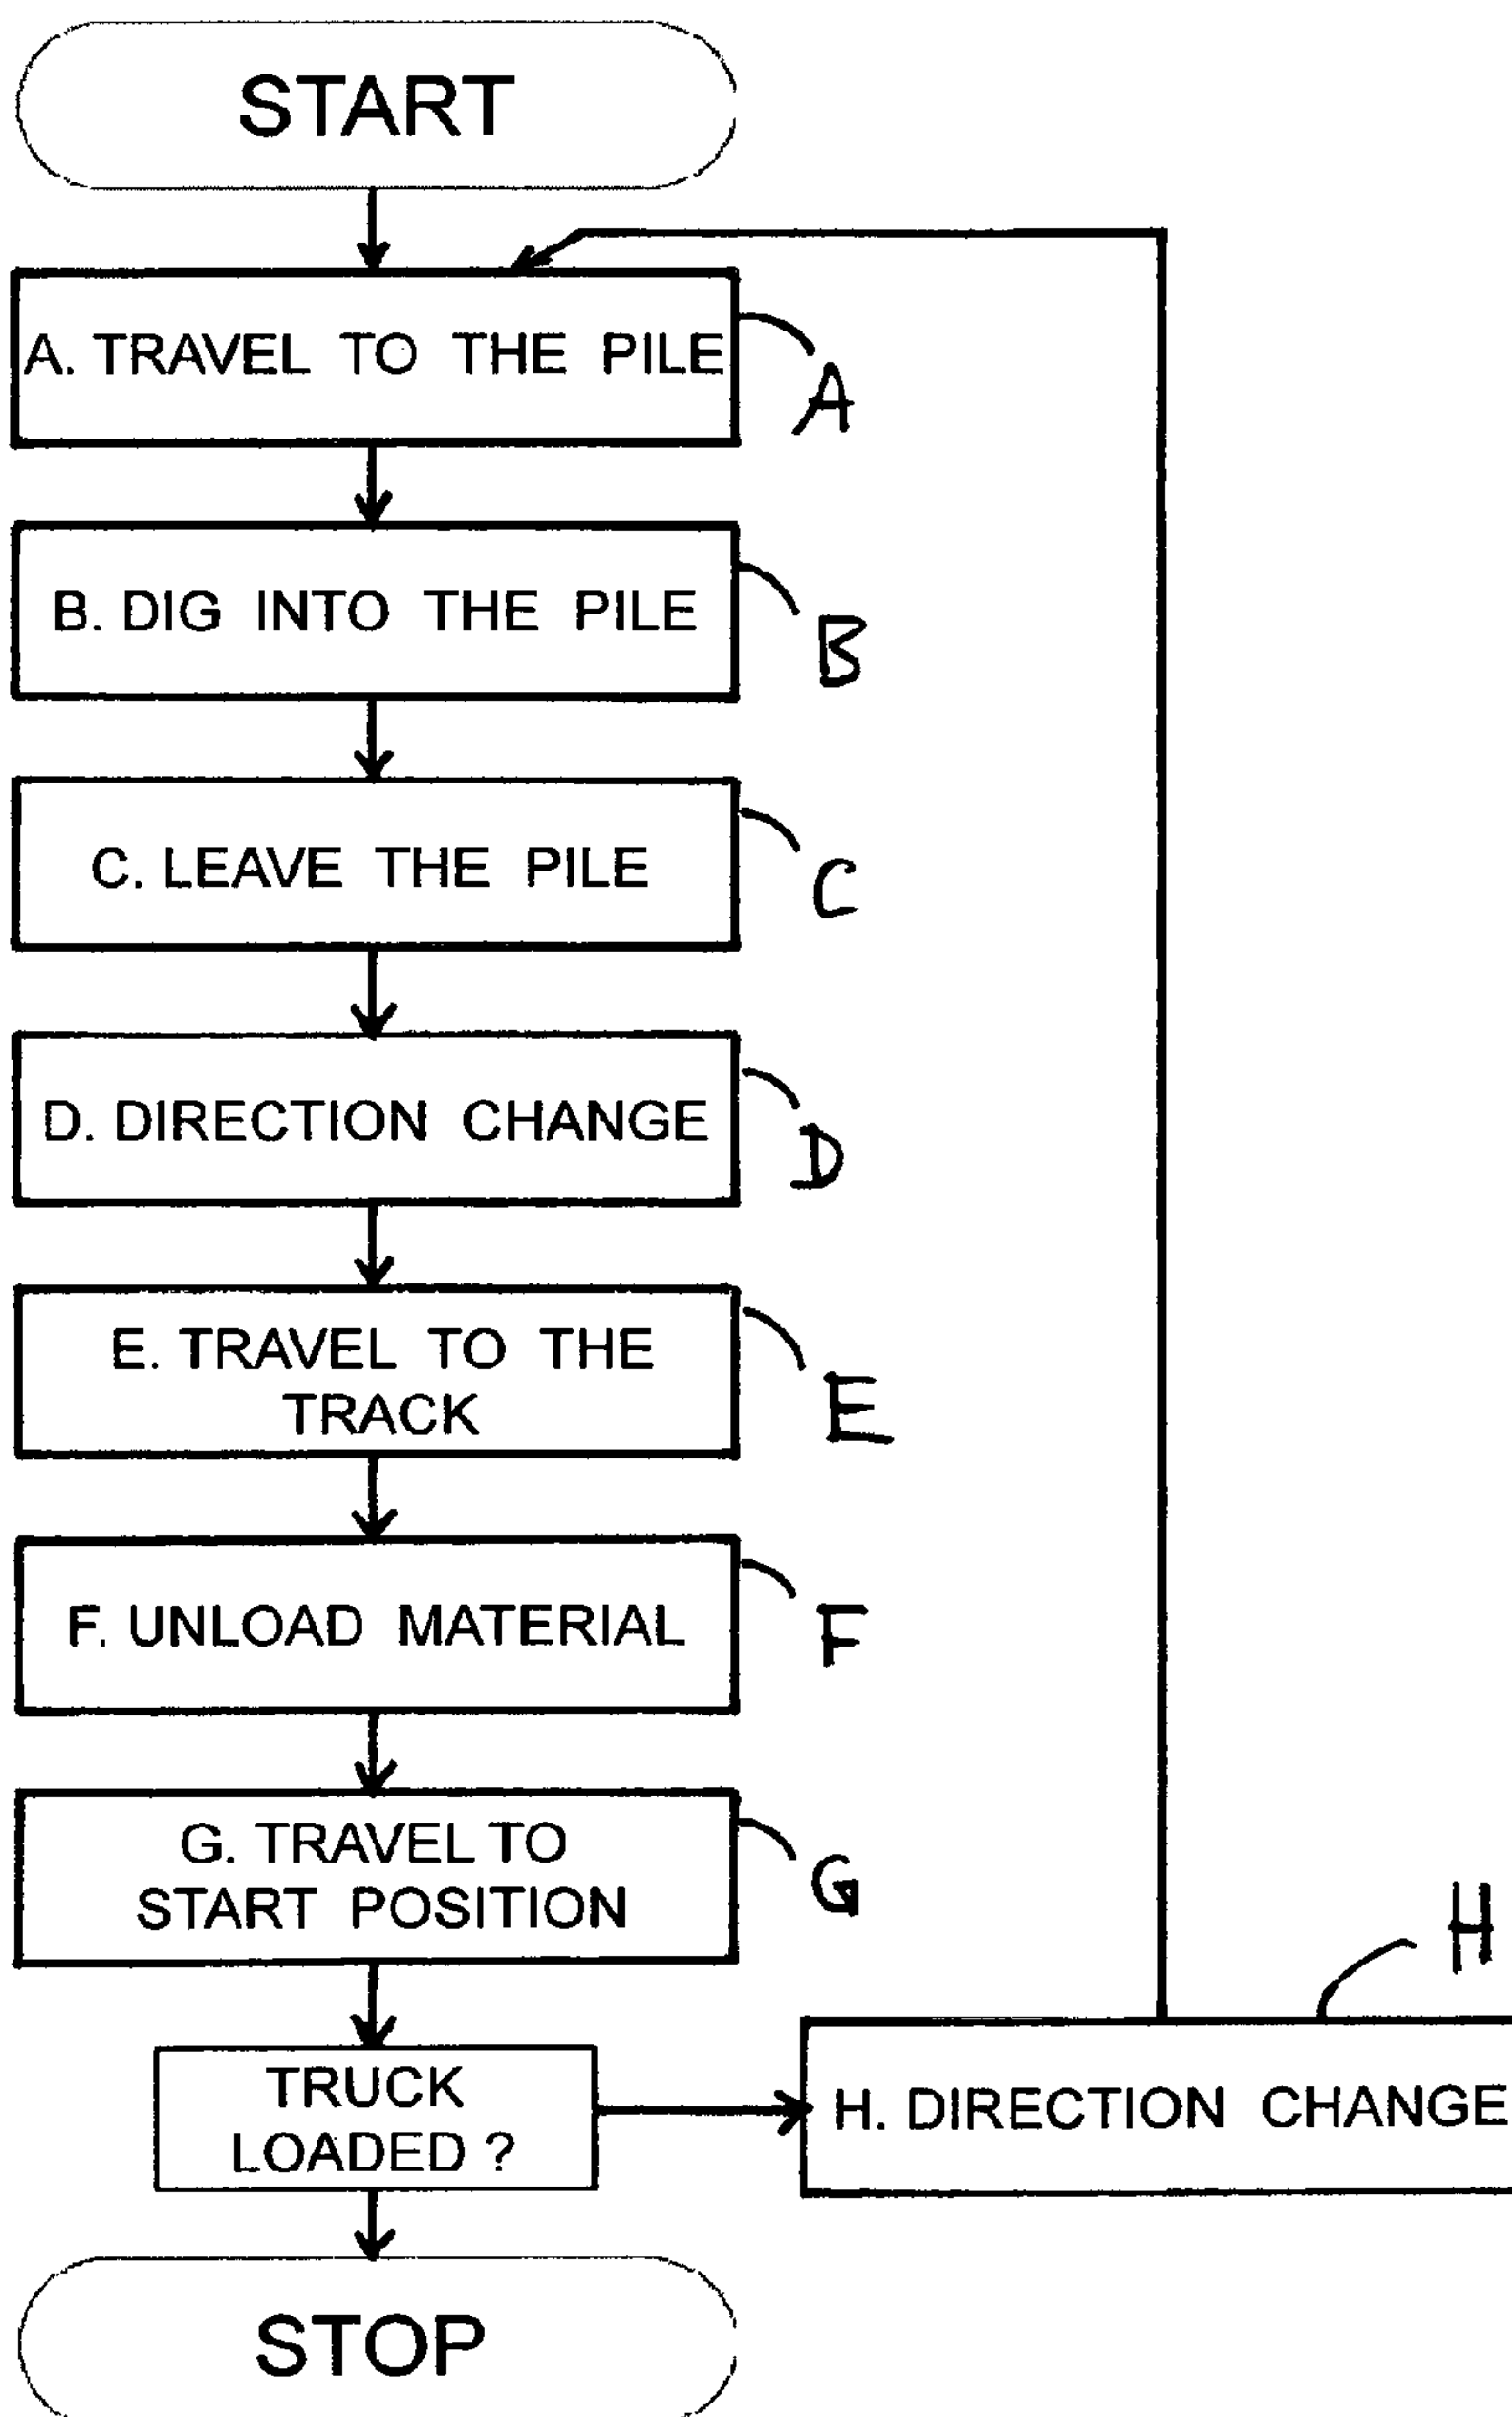 START
A. TRAVEL TO THE PILE
A
B. DIG INTO THE PILE
B
C. LEAVE THE PILE
C
D. DIRECTION CHANGE
D
E. TRAVEL TO THE
TRACK
E
F. UNLOAD MATERIAL
F
G. TRAVEL TO
START POSITION
G
TRUCK
LOADED ?
H
H. DIRECTION CHANGE
STOP